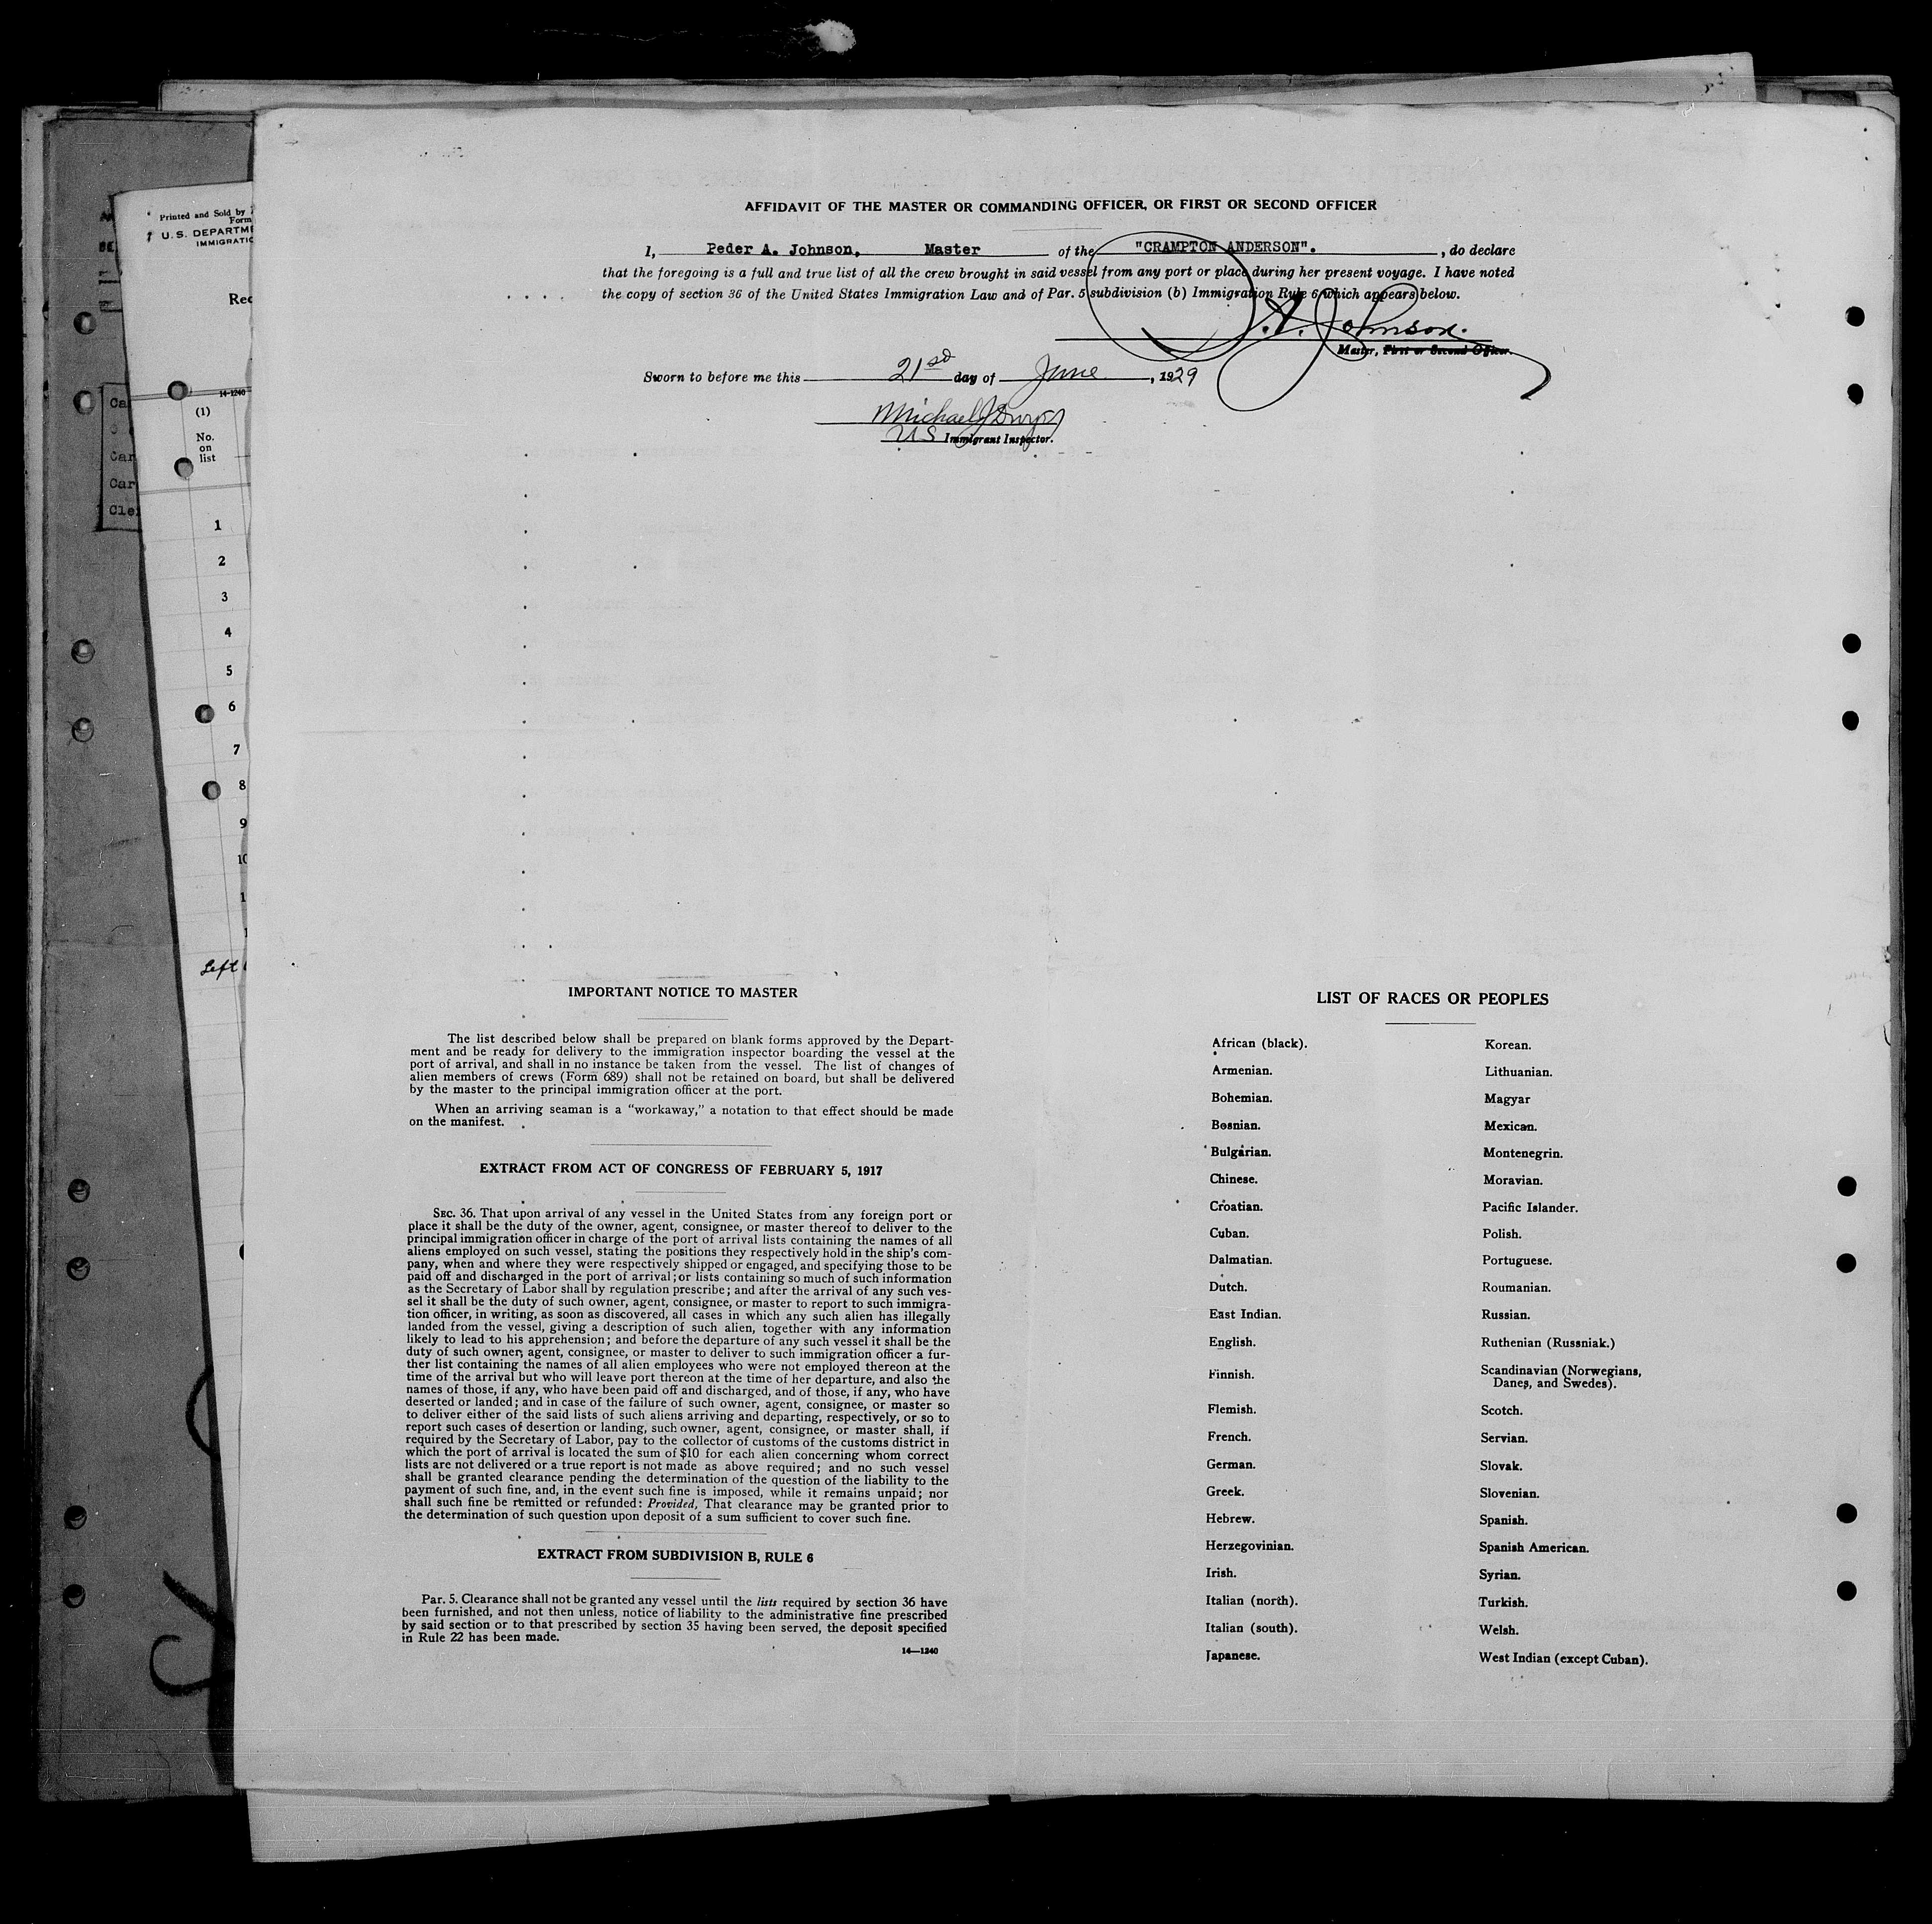 AFFIDAVIT OF THE MASTER OR COMMANDING OFFICER, OR FIRST OR SECOND OFFICER
I, Peder A. Johnson, Master of the "CRAMPTON ANDERSON". , do declare
that the foregoing is a full and true list of all the crew brought in said vessel from any port or place during her present voyage. I have noted
the copy of section 36 of the United States Immigration Law and of Par. 5 subdivision (b) Immigration Rule 6 which appears below.
A. Johnson.
Master, First or Second Officer.
Sworn to before me this 21st day of June, 1929
Michael J Dwyer
US Immigrant Inspector.
Printed and Sold by
Form
U.S. DEPARTME
IMMIGRATIO
Rec
14-1240
(1)
No.
on
list
Ca
Car
Car
Cle
1
2
3
4
5
6
7
8
9
10
1
1
Left
IMPORTANT NOTICE TO MASTER
The list described below shall be prepared on blank forms approved by the Depart-
ment and be ready for delivery to the immigration inspector boarding the vessel at the
port of arrival, and shall in no instance be taken from the vessel. The list of changes of
alien members of crews (Form 689) shall not be retained on board, but shall be delivered
by the master to the principal immigration officer at the port.
When an arriving seaman is a "workaway," a notation to that effect should be made
on the manifest.
EXTRACT FROM ACT OF CONGRESS OF FEBRUARY 5, 1917
SEC. 36. That upon arrival of any vessel in the United States from any foreign port or
place it shall be the duty of the owner, agent, consignee, or master thereof to deliver to the
principal immigration officer in charge of the port of arrival lists containing the names of all
aliens employed on such vessel, stating the positions they respectively hold in the ship's com-
pany, when and where they were respectively shipped or engaged, and specifying those to be
paid off and discharged in the port of arrival; or lists containing so much of such information
as the Secretary of Labor shall by regulation prescribe; and after the arrival of any such ves-
sel it shall be the duty of such owner, agent, consignee, or master to report to such immigra-
tion officer, in writing, as soon as discovered, all cases in which any such alien has illegally
landed from the vessel, giving a description of such alien, together with any information
likely to lead to his apprehension; and before the departure of any such vessel it shall be the
duty of such owner, agent, consignee, or master to deliver to such immigration officer a fur-
ther list containing the names of all alien employees who were not employed thereon at the
time of the arrival but who will leave port thereon at the time of her departure, and also the
names of those, if any, who have been paid off and discharged, and of those, if any, who have
deserted or landed; and in case of the failure of such owner, agent, consignee, or master so
to deliver either of the said lists of such aliens arriving and departing, respectively, or so to
report such cases of desertion or landing, such owner, agent, consignee, or master shall, if
required by the Secretary of Labor, pay to the collector of customs of the customs district in
which the port of arrival is located the sum of $10 for each alien concerning whom correct
lists are not delivered or a true report is not made as above required; and no such vessel
shall be granted clearance pending the determination of the question of the liability to the
payment of such fine, and, in the event such fine is imposed, while it remains unpaid; nor
shall such fine be remitted or refunded: Provided, That clearance may be granted prior to
the determination of such question upon deposit of a sum sufficient to cover such fine.
EXTRACT FROM SUBDIVISION B, RULE 6
Par. 5. Clearance shall not be granted any vessel until the lists required by section 36 have
been furnished, and not then unless, notice of liability to the administrative fine prescribed
by said section or to that prescribed by section 35 having been served, the deposit specified
in Rule 22 has been made.
14—1240
LIST OF RACES OR PEOPLES
African (black).
Armenian.
Bohemian.
Bosnian.
Bulgarian.
Chinese.
Croatian.
Cuban.
Dalmatian.
Dutch.
East Indian.
English.
Finnish.
Flemish.
French.
German.
Greek.
Hebrew.
Herzegovinian.
Irish.
Italian (north).
Italian (south).
Japanese.
Korean.
Lithuanian.
Magyar
Mexican.
Montenegrin.
Moravian.
Pacific Islander.
Polish.
Portuguese.
Roumanian.
Russian.
Ruthenian (Russniak.)
Scandinavian (Norwegians,
Danes, and Swedes).
Scotch.
Servian.
Slovak.
Slovenian.
Spanish.
Spanish American.
Syrian.
Turkish.
Welsh.
West Indian (except Cuban).